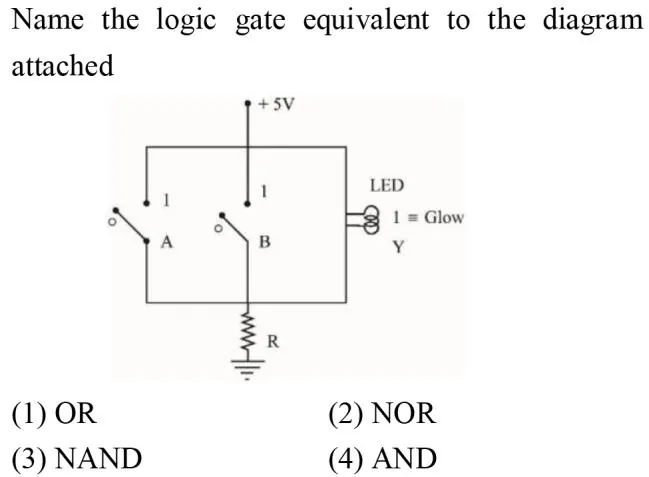 Name the logic gate equivalent to the diagram
attached
+ 5V
1
1
LED
1 ≡ Glow
A
B
Y
R
(1) OR
(2) NOR
(3) NAND
(4) AND